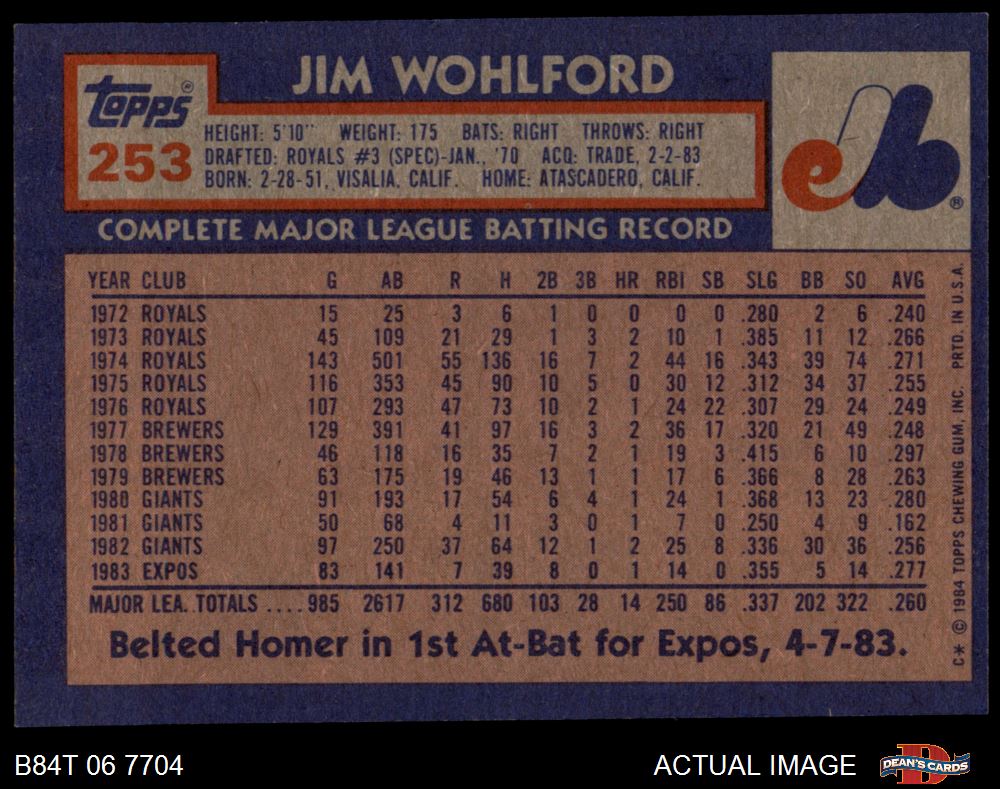 JIM WOHLFORD
TOPPS®
253
HEIGHT: 5'10" WEIGHT: 175 BATS: RIGHT THROWS: RIGHT
DRAFTED: ROYALS #3 (SPEC)-JAN., '70 ACQ: TRADE, 2-2-83
BORN: 2-28-51, VISALIA, CALIF. HOME: ATASCADERO, CALIF.
eb®
COMPLETE MAJOR LEAGUE BATTING RECORD
YEAR CLUB G AB R H 2B 3B HR RBI SB SLG BB SO AVG
1972 ROYALS 15 25 3 6 1 0 0 0 0 .280 2 6 .240
1973 ROYALS 45 109 21 29 1 3 2 10 1 .385 11 12 .266
1974 ROYALS 143 501 55 136 16 7 2 44 16 .343 39 74 .271
1975 ROYALS 116 353 45 90 10 5 0 30 12 .312 34 37 .255
1976 ROYALS 107 293 47 73 10 2 1 24 22 .307 29 24 .249
1977 BREWERS 129 391 41 97 16 3 2 36 17 .320 21 49 .248
1978 BREWERS 46 118 16 35 7 2 1 19 3 .415 6 10 .297
1979 BREWERS 63 175 19 46 13 1 1 17 6 .366 8 28 .263
1980 GIANTS 91 193 17 54 6 4 1 24 1 .368 13 23 .280
1981 GIANTS 50 68 4 11 3 0 1 7 0 .250 4 9 .162
1982 GIANTS 97 250 37 64 12 1 2 25 8 .336 30 36 .256
1983 EXPOS 83 141 7 39 8 0 1 14 0 .355 5 14 .277
MAJOR LEA. TOTALS ....985 2617 312 680 103 28 14 250 86 .337 202 322 .260
Belted Homer in 1st At-Bat for Expos, 4-7-83.
C* © 1984 TOPPS CHEWING GUM, INC. PRTD. IN U.S.A.
B84T 06 7704
ACTUAL IMAGE
DEAN'S CARDS